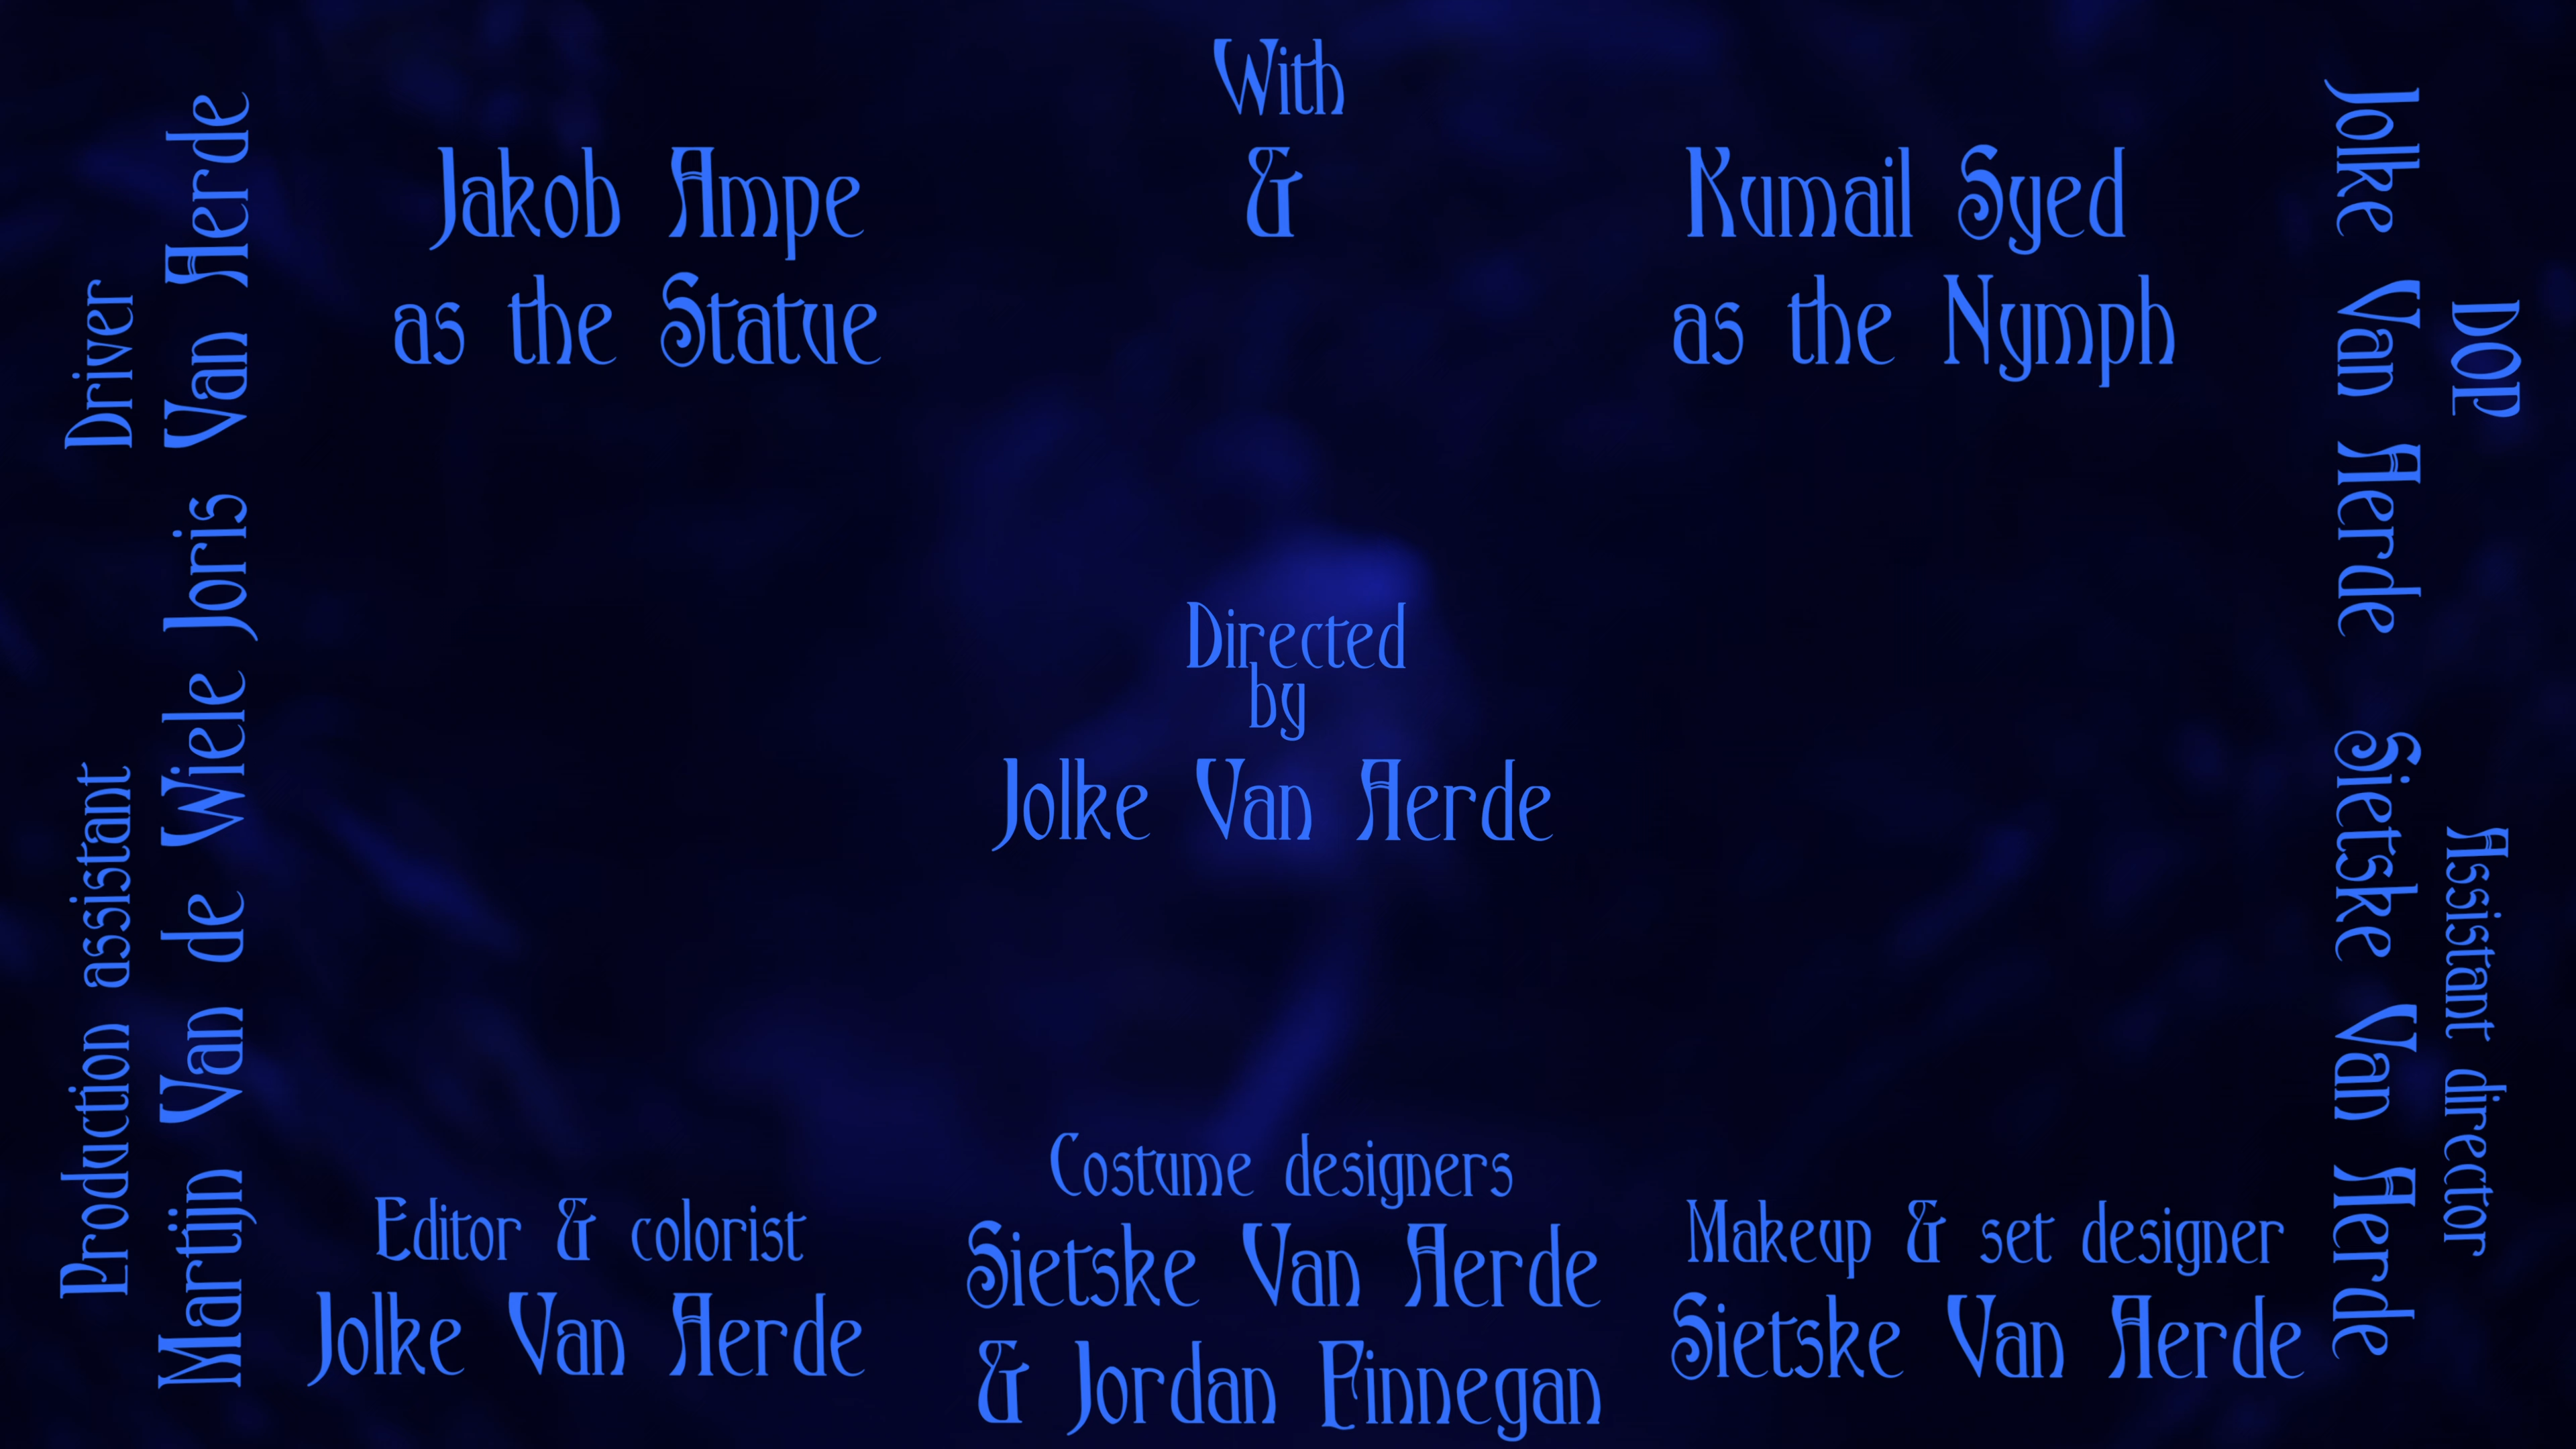 With
Jakob Ampe
&
Kumail Syed
as the Statue
as the Nymph
Driver
Joris Van Aerde
Production assistant
Martijn Van de Wiele
DOP
Jolke Van Aerde
Assistant director
Sietske Van Aerde
Directed
by
Jolke Van Aerde
Editor & colorist
Jolke Van Aerde
Costume designers
Sietske Van Aerde
& Jordan Finnegan
Makeup & set designer
Sietske Van Aerde